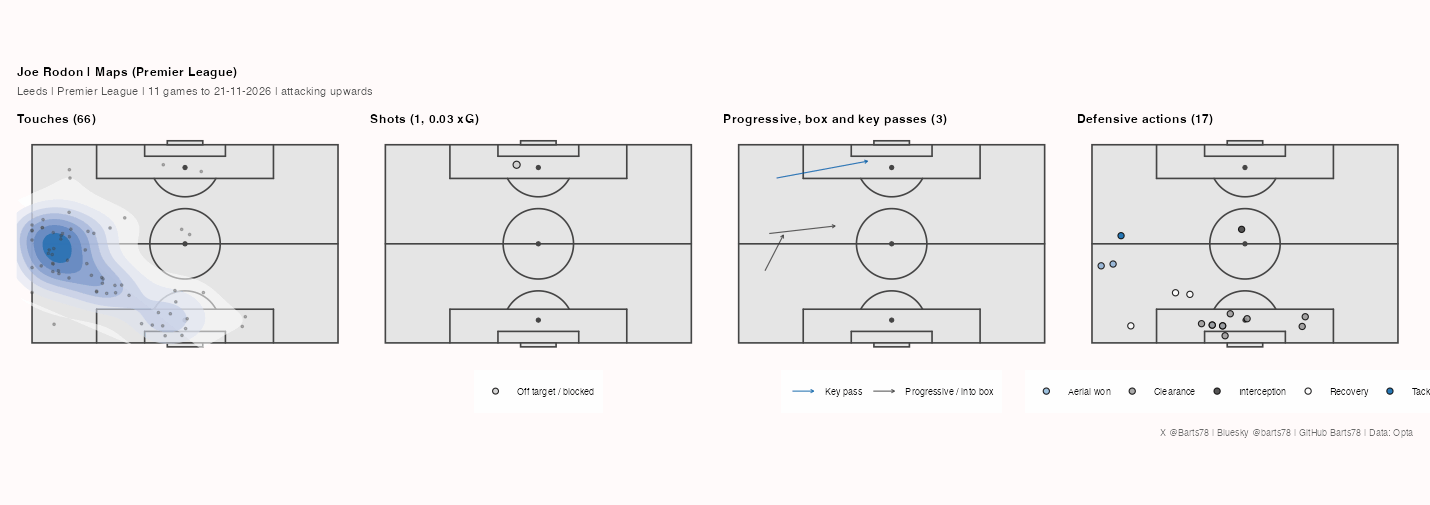 Joe Rodon | Maps (Premier League)
Leeds | Premier League | 11 games to 21-11-2026 | attacking upwards
Touches (66)
Shots (1, 0.03 xG)
Progressive, box and key passes (3)
Defensive actions (17)
Off target / blocked
Key pass
Progressive / into box
Aerial won
Clearance
Interception
Recovery
Tack
X @Barts78 | Bluesky @barts78 | GitHub Barts78 | Data: Opta